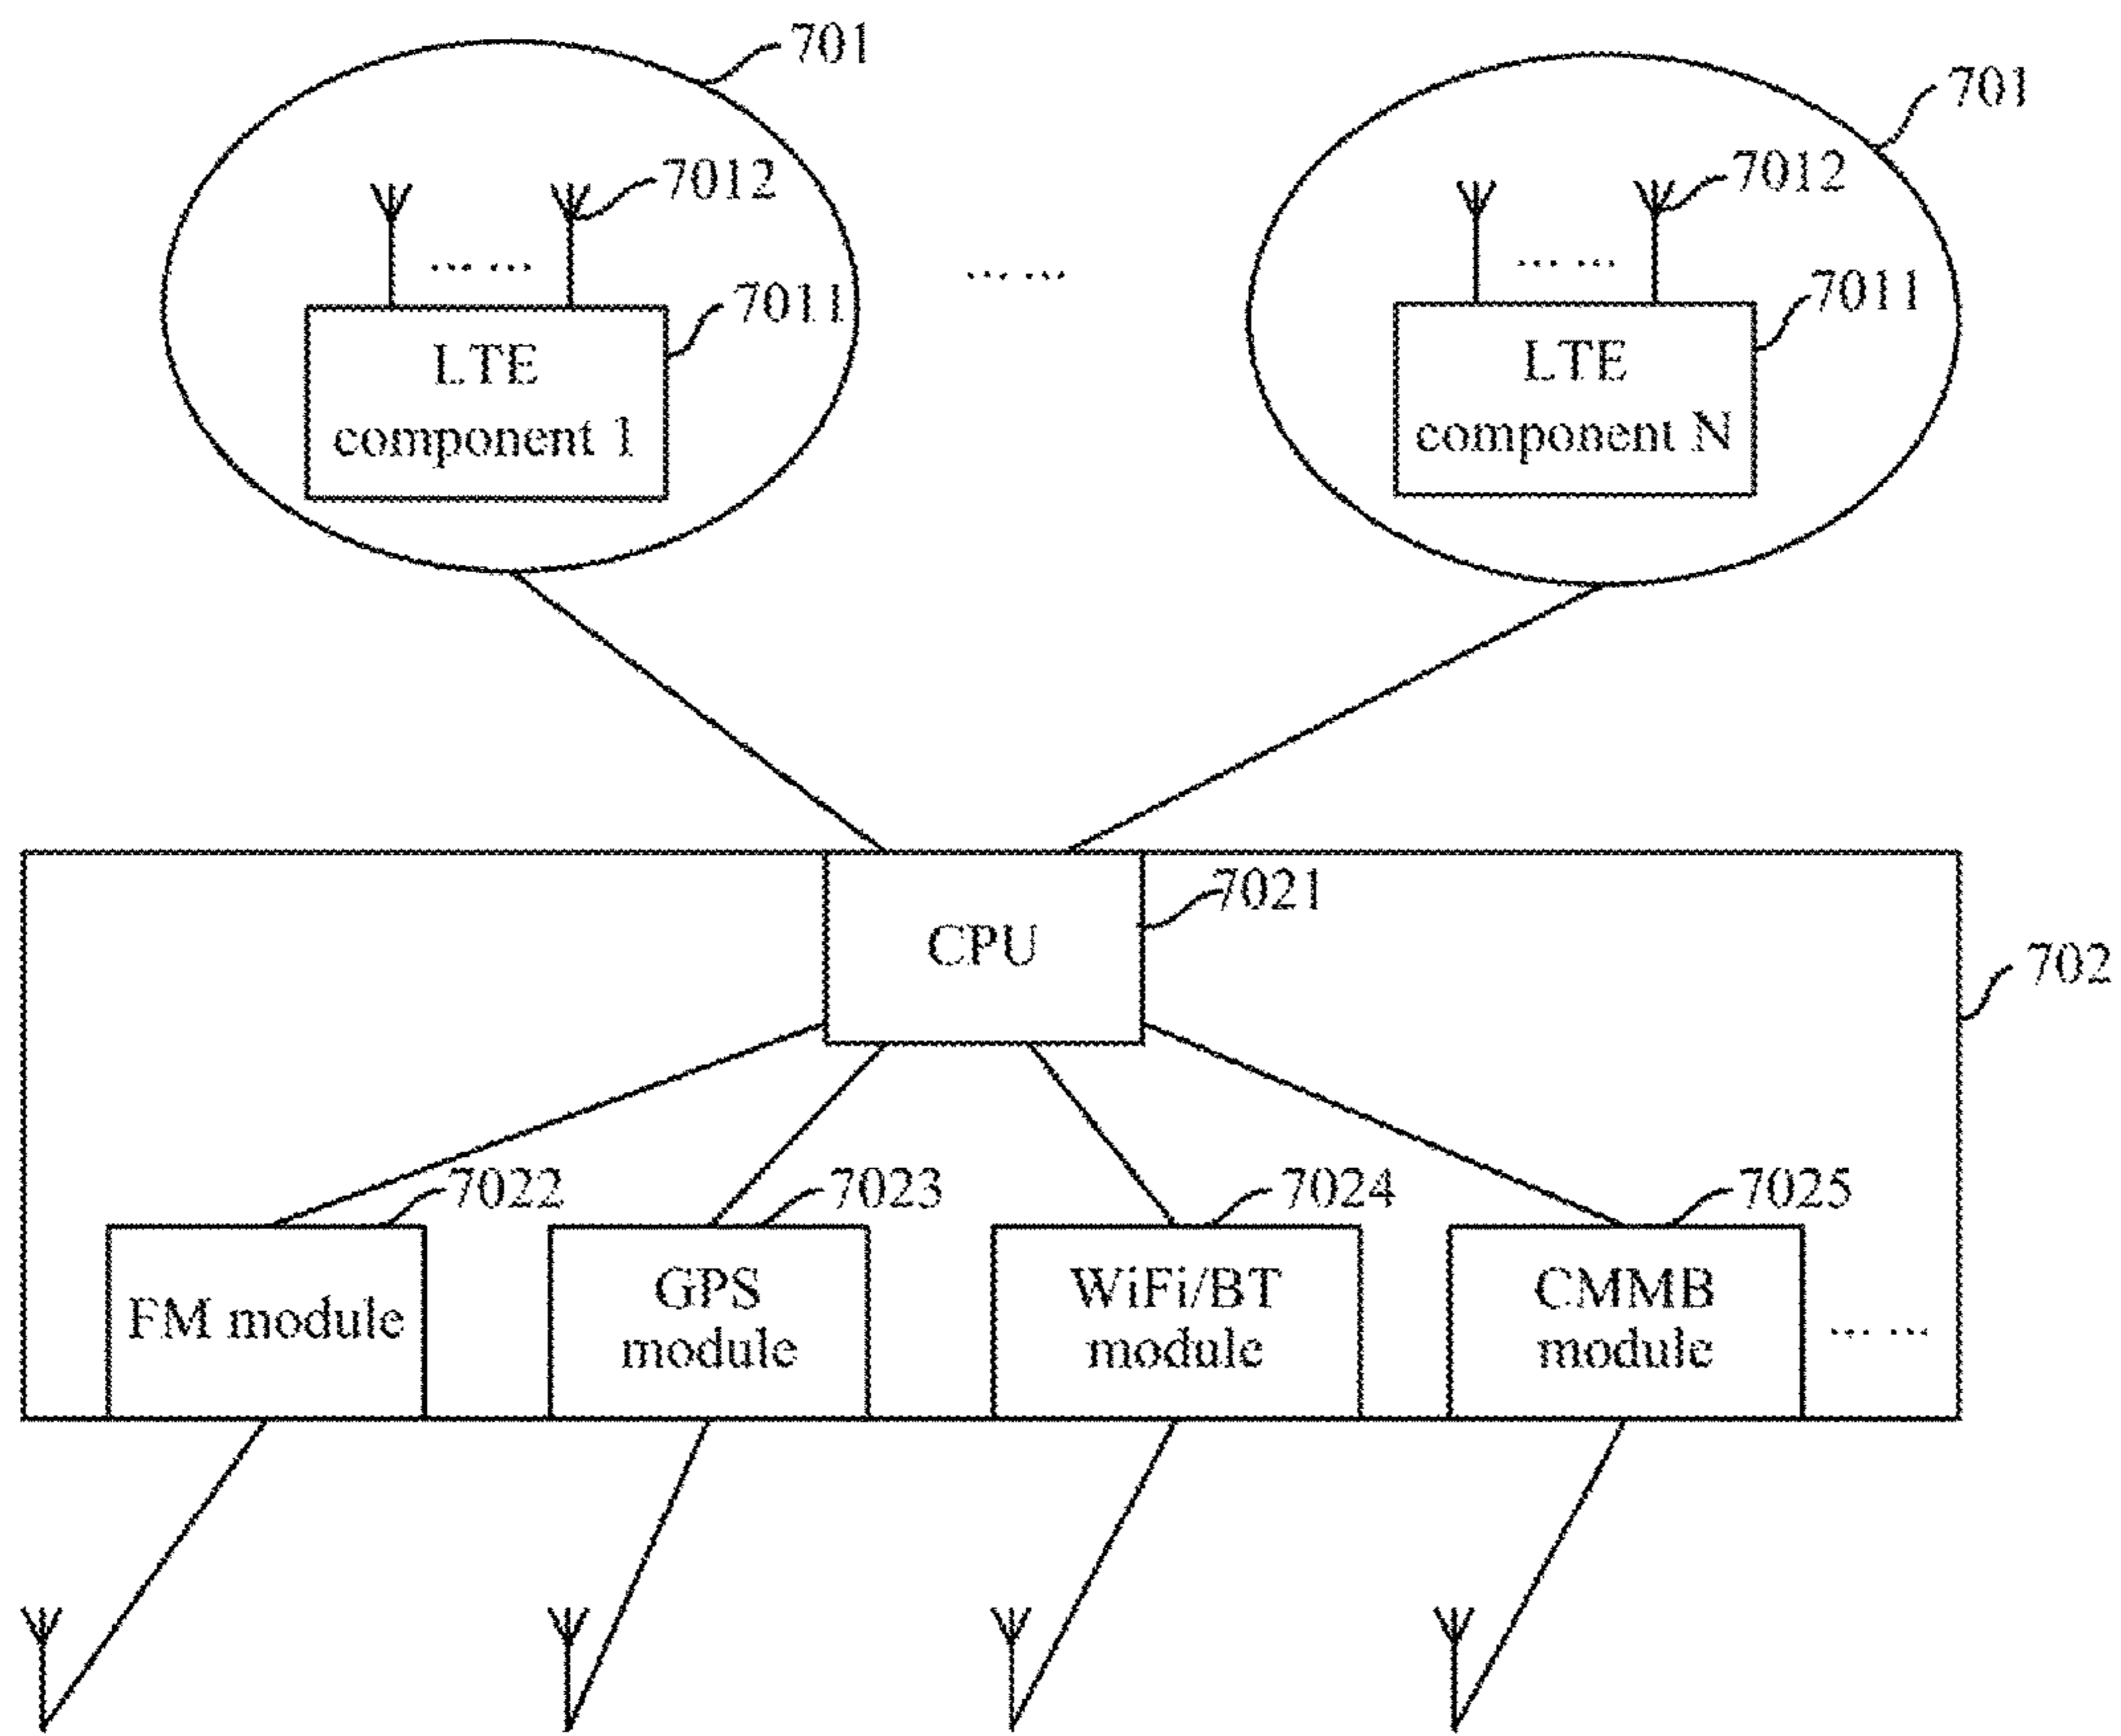 701
701
7012
7012
... ...
... ...
... ...
7011
7011
LTE
component 1
LTE
component N
7021
CPU
702
7022
7023
7024
7025
FM module
GPS
module
WiFi/BT
module
CMMB
module
... ...